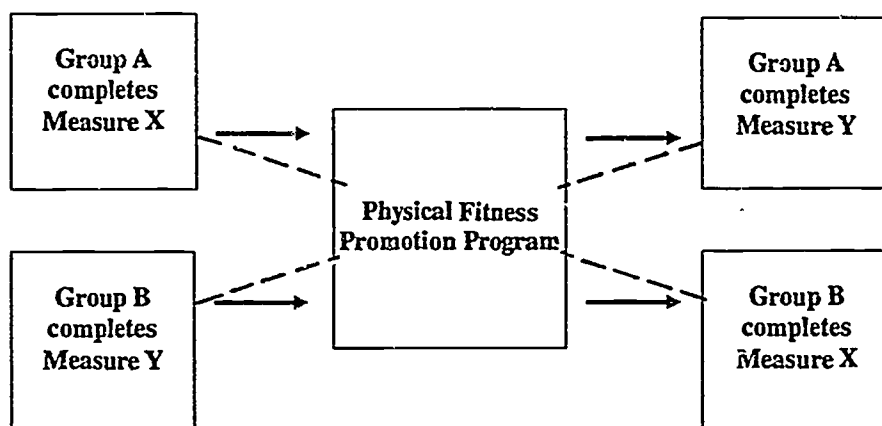 Group A
completes
Measure X
Group A
completes
Measure Y
Physical Fitness
Promotion Program
Group B
completes
Measure Y
Group B
completes
Measure X